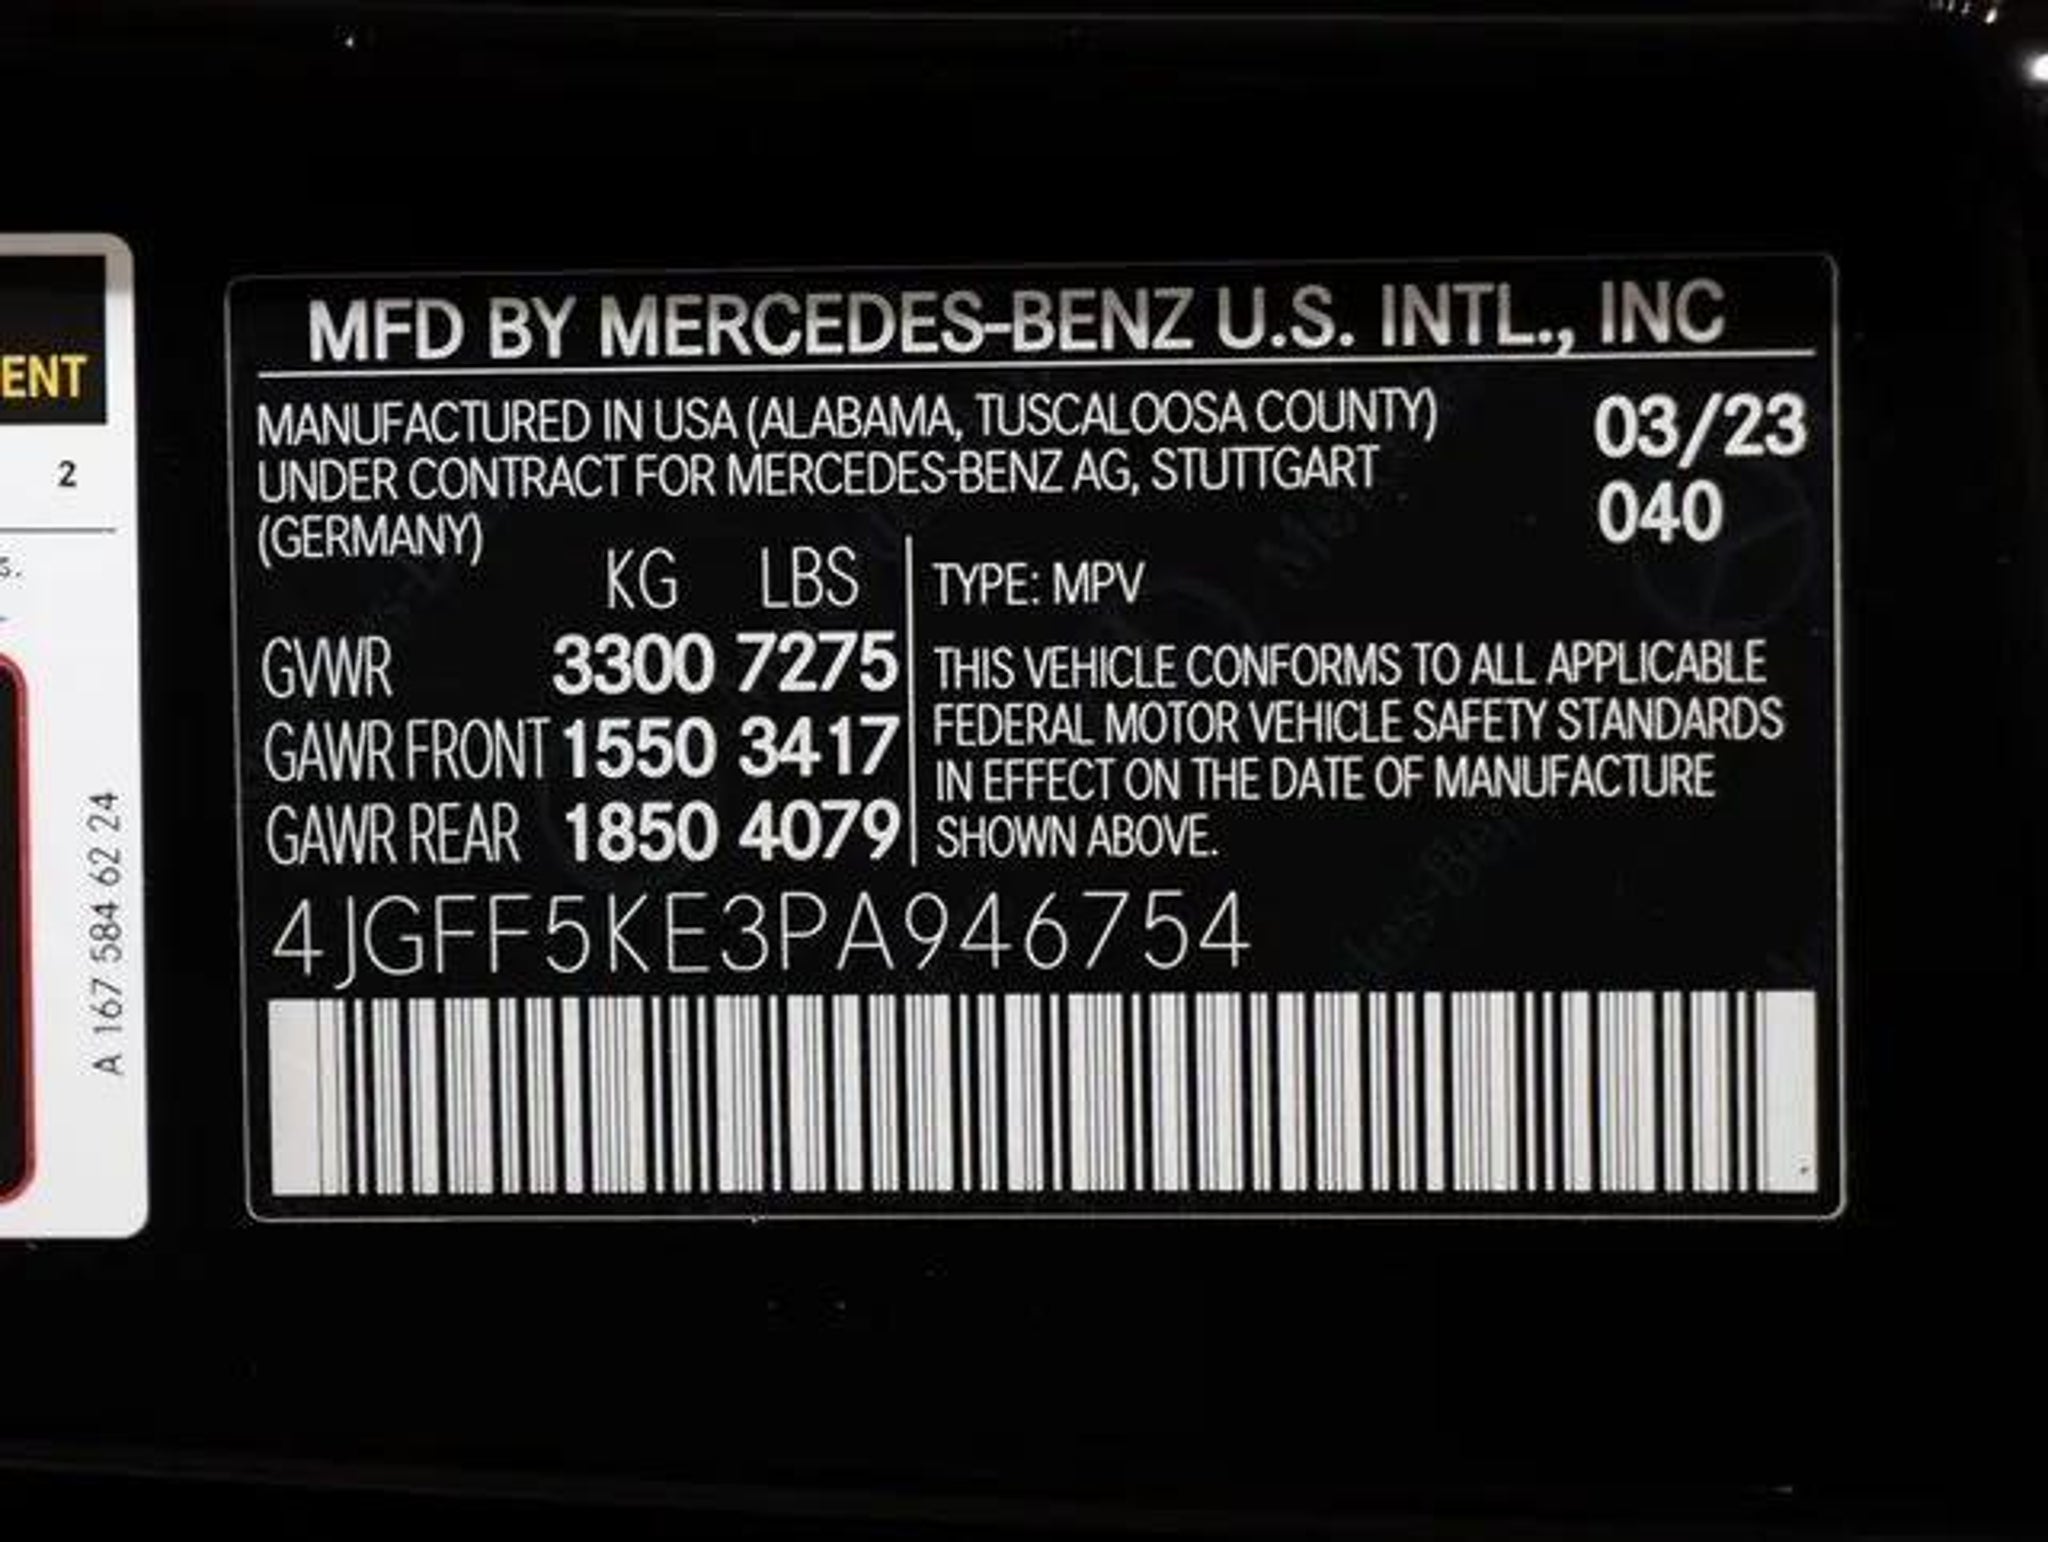 MFD BY MERCEDES-BENZ U.S. INTL., INC
MANUFACTURED IN USA (ALABAMA, TUSCALOOSA COUNTY)
UNDER CONTRACT FOR MERCEDES-BENZ AG, STUTTGART
(GERMANY)
03/23
040
KG LBS
GVWR 3300 7275
GAWR FRONT 1550 3417
GAWR REAR 1850 4079
TYPE: MPV
THIS VEHICLE CONFORMS TO ALL APPLICABLE
FEDERAL MOTOR VEHICLE SAFETY STANDARDS
IN EFFECT ON THE DATE OF MANUFACTURE
SHOWN ABOVE.
4JGFF5KE3PA946754
ENT
2
s.
A 167 584 62 24